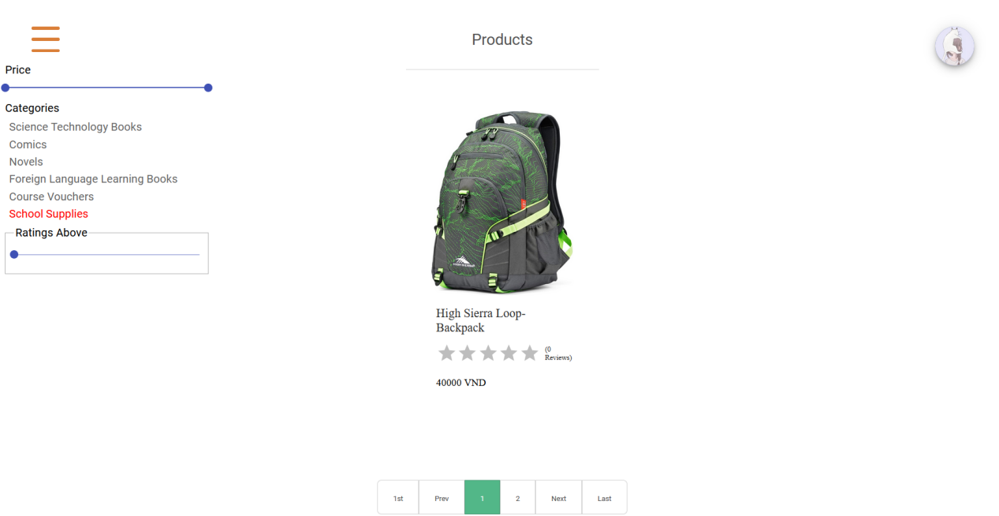 Products
Price
Categories
Science Technology Books
Comics
Novels
Foreign Language Learning Books
Course Vouchers
School Supplies
Ratings Above
High Sierra Loop-
Backpack
(0
Reviews)
40000 VND
1st Prev 1 2 Next Last